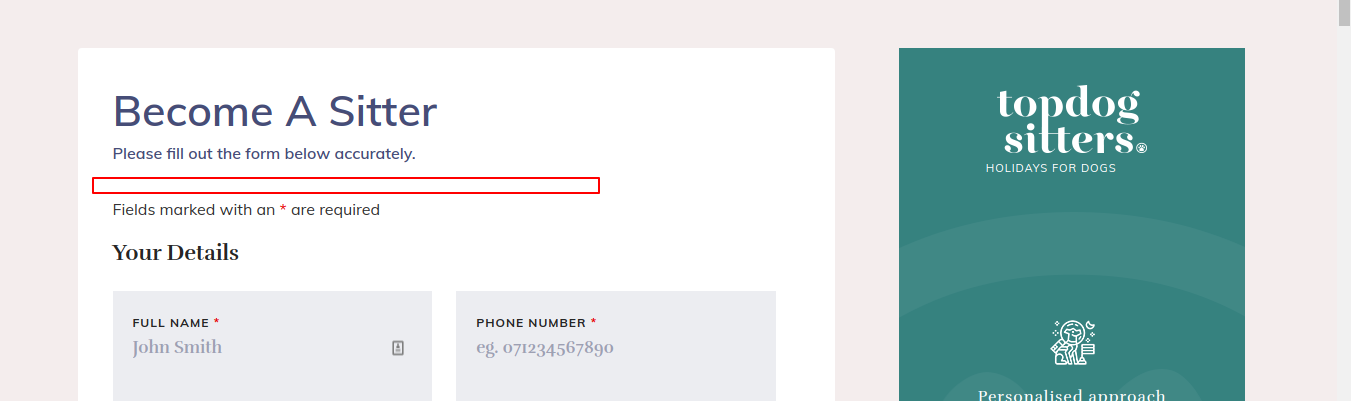 Become A Sitter
Please fill out the form below accurately.
Fields marked with an * are required
Your Details
FULL NAME *
John Smith
PHONE NUMBER *
eg. 071234567890
topdog
sitters.
HOLIDAYS FOR DOGS
Personalised approach